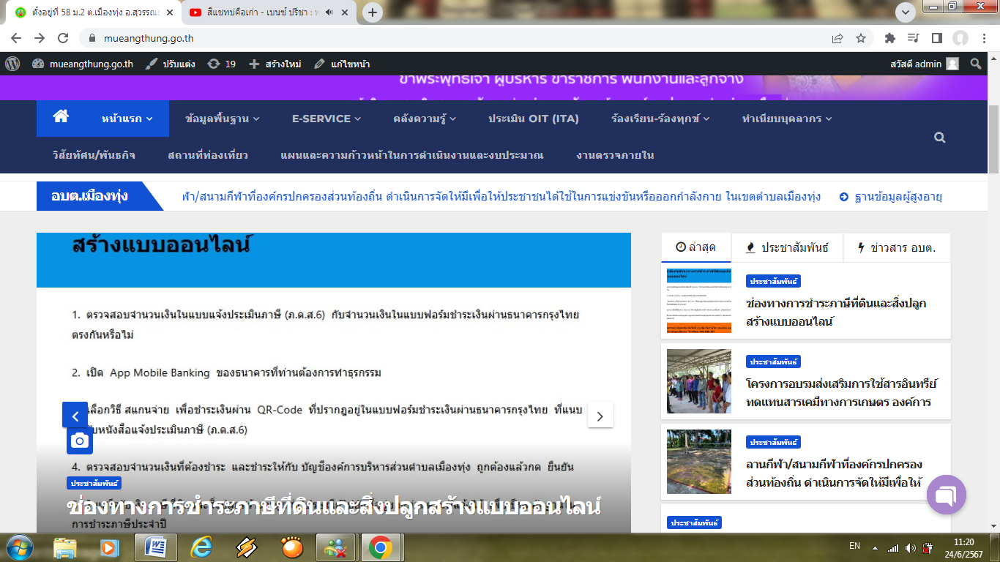 ตั้งอยู่ที่ 58 ม.2 ต.เมืองทุ่ง อ.สุวรรณ
สี่แชทบ่คือเก่า - เบนซ์ ปรีชา :
mueangthung.go.th
mueangthung.go.th ปรับแต่ง 19 สร้างใหม่ แก้ไขหน้า สวัสดี admin
ข้าพระพุทธเจ้า ผู้บริหาร ข้าราชการ พนักงานและลูกจ้าง
หน้าแรก ข้อมูลพื้นฐาน E-SERVICE คลังความรู้ ประเมิน OIT (ITA) ร้องเรียน-ร้องทุกข์ ทำเนียบบุคลากร
วิสัยทัศน/พันธกิจ สถานที่ท่องเที่ยว แผนและความก้าวหน้าในการดำเนินงานและงบประมาณ งานตรวจภายใน
อบต.เมืองทุ่ง ฬา/สนามกีฬาที่องค์กรปกครองส่วนท้องถิ่น ดำเนินการจัดให้มีเพื่อให้ประชาชนได้ใช้ในการแข่งขันหรือออกกำลังกาย ในเขตตำบลเมืองทุ่ง ฐานข้อมูลผู้สูงอายุ
สร้างแบบออนไลน์
1. ตรวจสอบจำนวนเงินในแบบแจ้งประเมินภาษี (ภ.ด.ส.6) กับจำนวนเงินในแบบฟอร์มชำระเงินผ่านธนาคารกรุงไทย
ตรงกันหรือไม่
2. เปิด App Mobile Banking ของธนาคารที่ท่านต้องการทำธุรกรรม
เลือกวิธี สแกนจ่าย เพื่อชำระเงินผ่าน QR-Code ที่ปรากฎอยู่ในแบบฟอร์มชำระเงินผ่านธนาคารกรุงไทย ที่แนบ
หนังสือแจ้งประเมินภาษี (ภ.ด.ส.6)
4. ตรวจสอบจำนวนเงินที่ต้องชำระ และชำระให้กับ บัญชีองค์การบริหารส่วนตำบลเมืองทุ่ง ถูกต้องแล้วกด ยืนยัน
ประชาสัมพันธ์
ช่องทางการชำระภาษีที่ดินและสิ่งปลูกสร้างแบบออนไลน์
การชำระภาษีประจำปี
ล่าสุด ประชาสัมพันธ์ ข่าวสาร อบต.
ประชาสัมพันธ์
ช่องทางการชำระภาษีที่ดินและสิ่งปลูก
สร้างแบบออนไลน์
ประชาสัมพันธ์
โครงการอบรมส่งเสริมการใช้สารอินทรีย์
ทดแทนสารเคมีทางการเกษตร องค์การ
ประชาสัมพันธ์
ลานกีฬา/สนามกีฬาที่องค์กรปกครอง
ส่วนท้องถิ่น ดำเนินการจัดให้มีเพื่อให้
ประชาสัมพันธ์
EN
11:20
24/6/2567